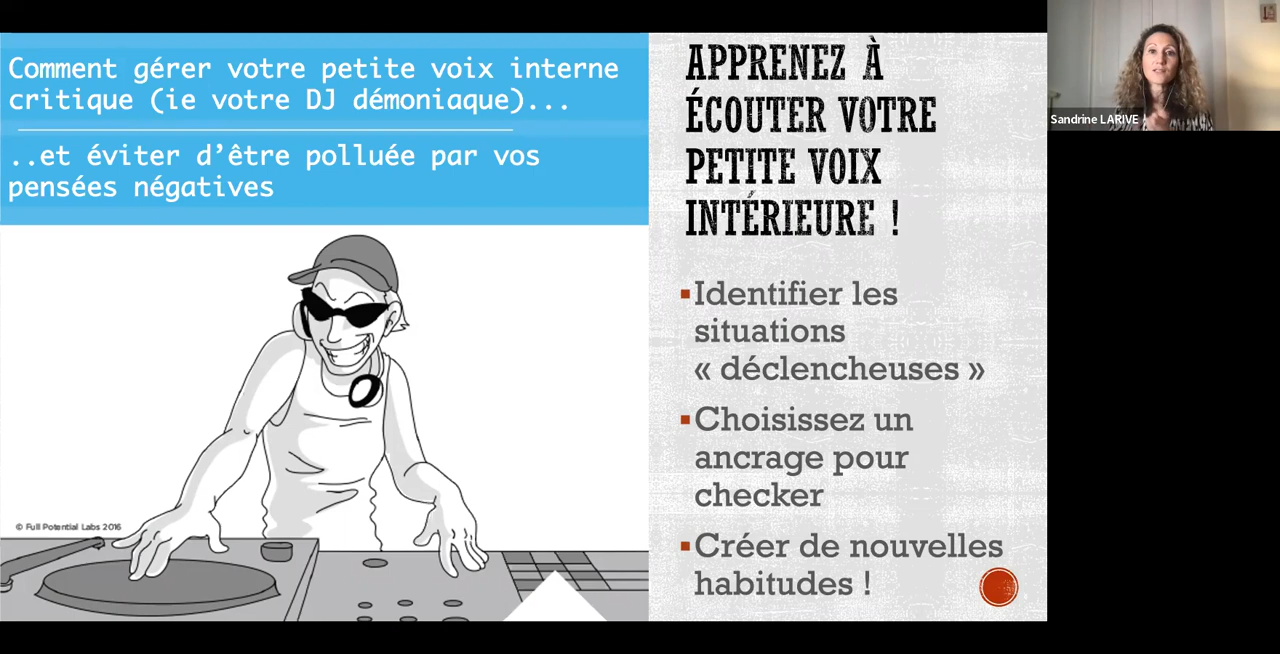 Comment gérer votre petite voix interne
critique (ie votre DJ démoniaque)...
..et éviter d’être polluée par vos
pensées négatives
© Full Potential Labs 2016
APPRENEZ À
ÉCOUTER VOTRE
PETITE VOIX
INTÉRIEURE !
▪Identifier les
situations
« déclencheuses »
▪Choisissez un
ancrage pour
checker
▪Créer de nouvelles
habitudes !
Sandrine LARIVE